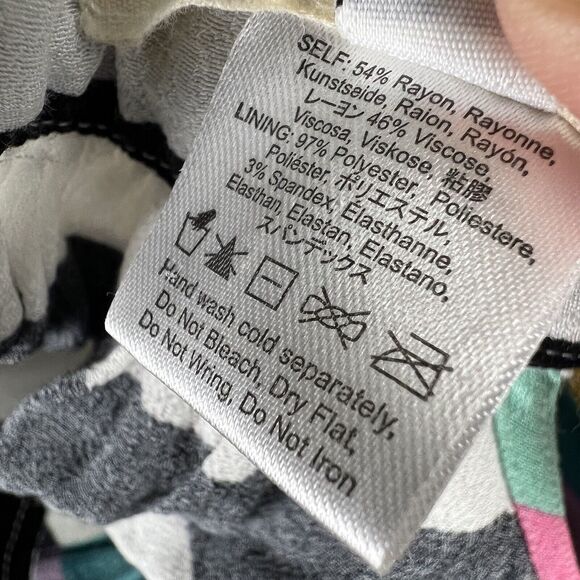 SELF: 54% Rayon, Rayonne,
Kunstseide, Raion, Rayón,
レーヨン 46% Viscose,
Viscosa, Viskose, 粘膠
LINING: 97% Polyester, Poliestere,
Poliéster, ポリエステル,
3% Spandex, Élasthanne,
Elasthan, Elastan, Elastano,
スパンデックス
Hand wash cold separately,
Do Not Bleach, Dry Flat,
Do Not Wring, Do Not Iron